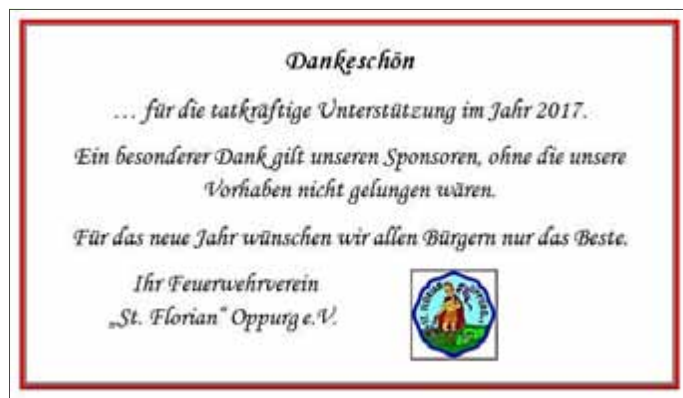 Dankeschön
… für die tatkräftige Unterstützung im Jahr 2017.
Ein besonderer Dank gilt unseren Sponsoren, ohne die unsere
Vorhaben nicht gelungen wären.
Für das neue Jahr wünschen wir allen Bürgern nur das Beste.
Ihr Feuerwehrverein
„St. Florian“ Oppurg e.V.